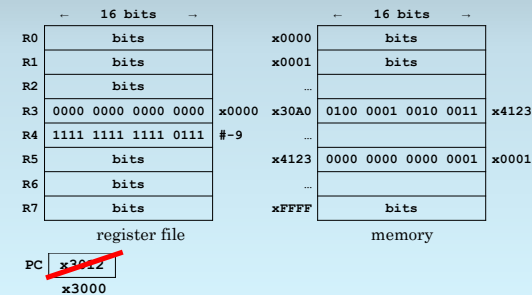 ← 16 bits → ← 16 bits →
R0 bits x0000 bits
R1 bits x0001 bits
R2 bits …
R3 0000 0000 0000 0000 x0000 x30A0 0100 0001 0010 0011 x4123
R4 1111 1111 1111 0111 #-9 …
R5 bits x4123 0000 0000 0000 0001 x0001
R6 bits …
R7 bits xFFFF bits
register file memory
PC x3012
x3000